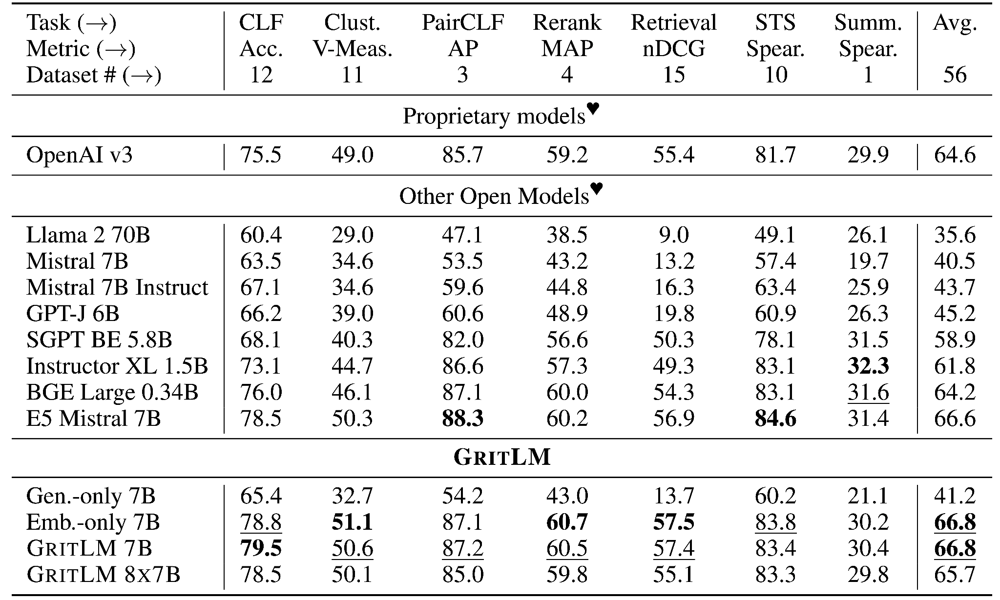 Task (→) CLF Clust. PairCLF Rerank Retrieval STS Summ. Avg.
Metric (→) Acc. V-Meas. AP MAP nDCG Spear. Spear.
Dataset # (→) 12 11 3 4 15 10 1 56
Proprietary models♥
OpenAI v3 75.5 49.0 85.7 59.2 55.4 81.7 29.9 64.6
Other Open Models♥
Llama 2 70B 60.4 29.0 47.1 38.5 9.0 49.1 26.1 35.6
Mistral 7B 63.5 34.6 53.5 43.2 13.2 57.4 19.7 40.5
Mistral 7B Instruct 67.1 34.6 59.6 44.8 16.3 63.4 25.9 43.7
GPT-J 6B 66.2 39.0 60.6 48.9 19.8 60.9 26.3 45.2
SGPT BE 5.8B 68.1 40.3 82.0 56.6 50.3 78.1 31.5 58.9
Instructor XL 1.5B 73.1 44.7 86.6 57.3 49.3 83.1 32.3 61.8
BGE Large 0.34B 76.0 46.1 87.1 60.0 54.3 83.1 31.6 64.2
E5 Mistral 7B 78.5 50.3 88.3 60.2 56.9 84.6 31.4 66.6
GRITLM
Gen.-only 7B 65.4 32.7 54.2 43.0 13.7 60.2 21.1 41.2
Emb.-only 7B 78.8 51.1 87.1 60.7 57.5 83.8 30.2 66.8
GRITLM 7B 79.5 50.6 87.2 60.5 57.4 83.4 30.4 66.8
GRITLM 8X7B 78.5 50.1 85.0 59.8 55.1 83.3 29.8 65.7